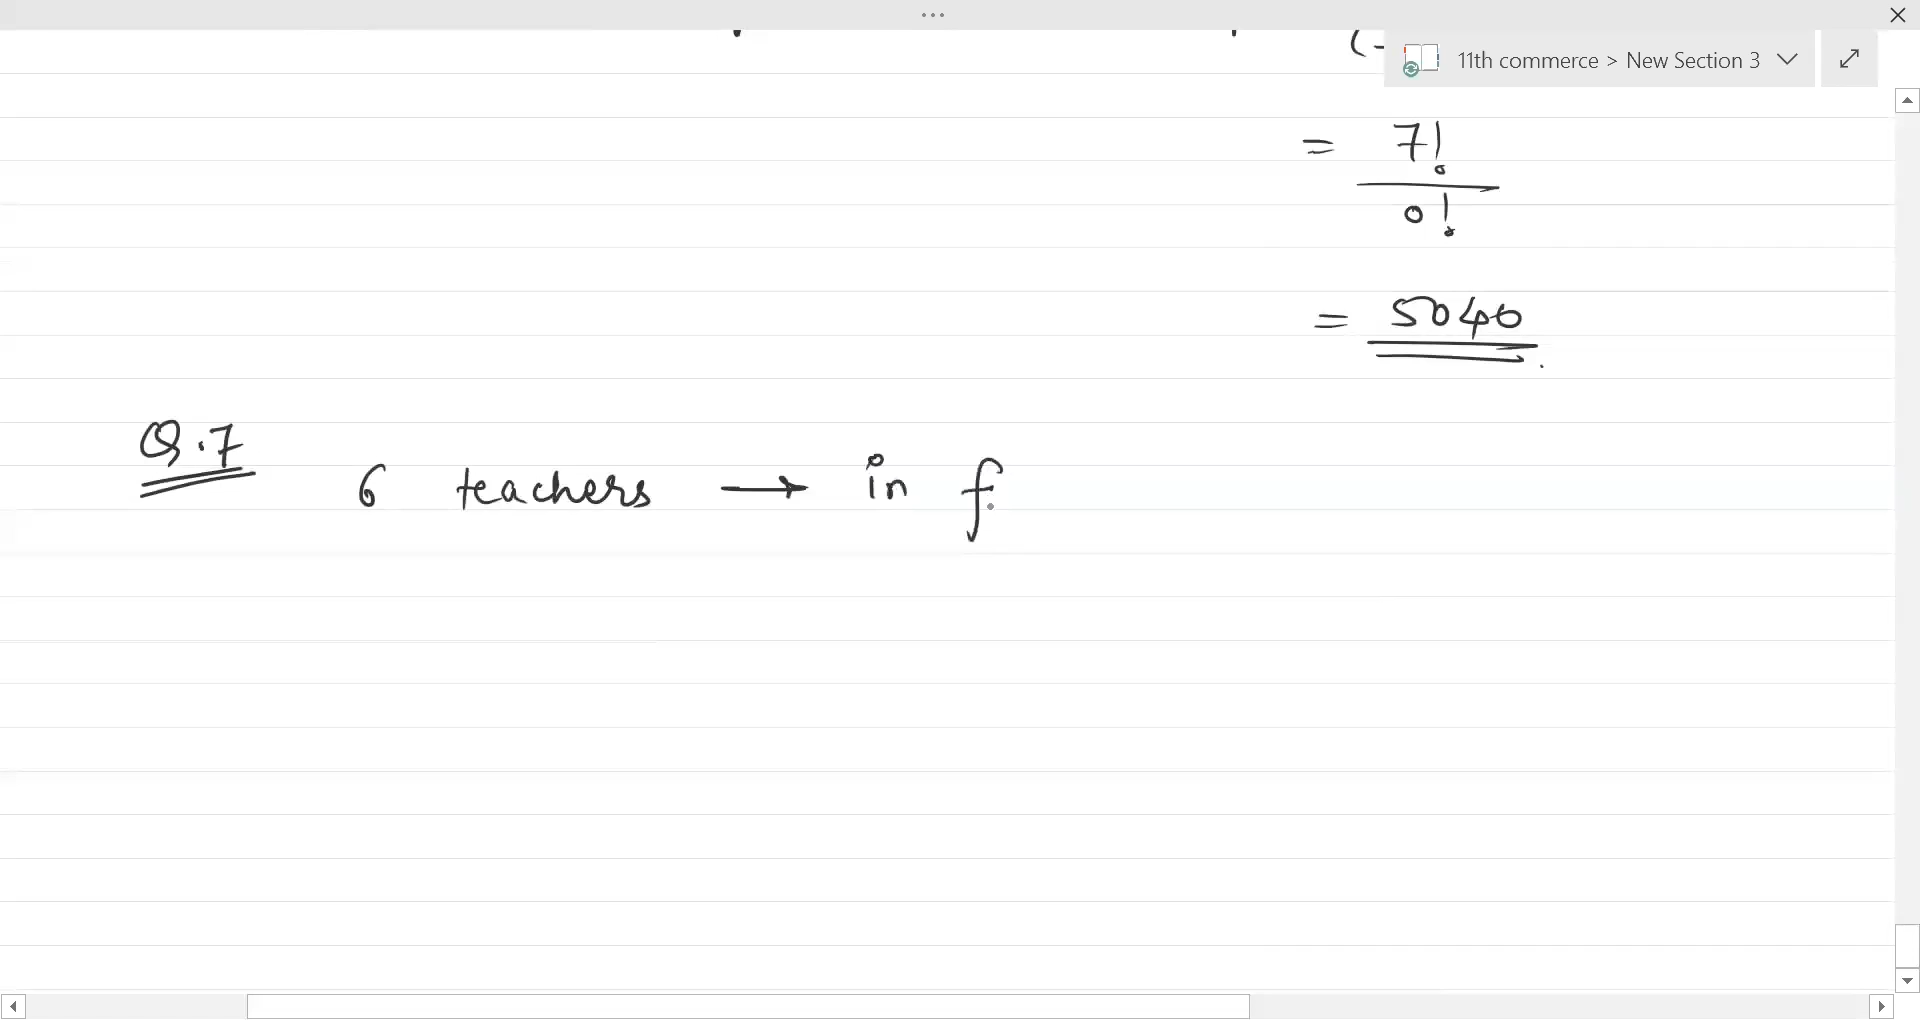 ...
(-
11th commerce > New Section 3
= 7!
0!
= 5040
Q.7
6 teachers → in f